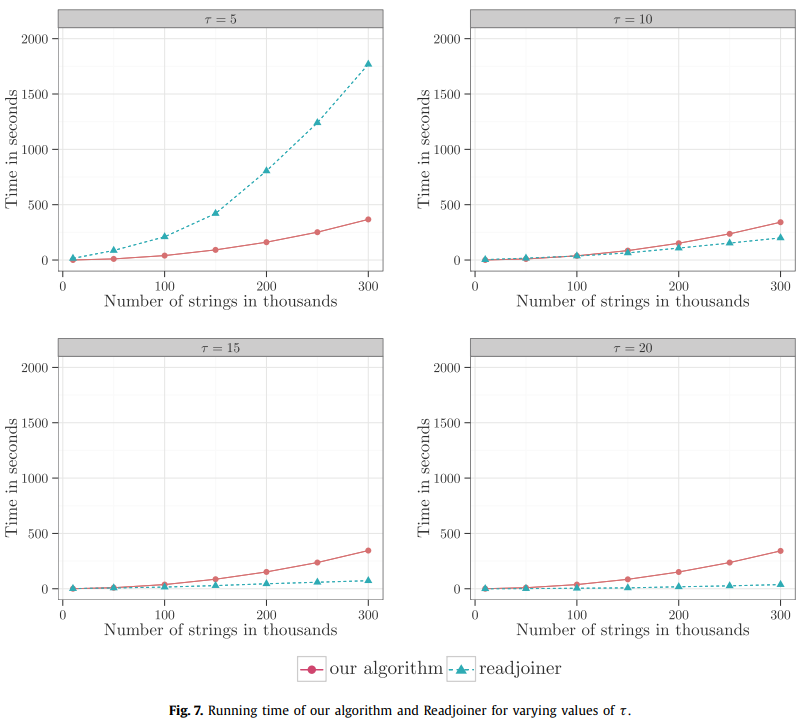 τ = 5
τ = 10
2000
1500
1000
500
0
Time in seconds
0 100 200 300
Number of strings in thousands
2000
1500
1000
500
0
Time in seconds
0 100 200 300
Number of strings in thousands
τ = 15
τ = 20
2000
1500
1000
500
0
Time in seconds
0 100 200 300
Number of strings in thousands
2000
1500
1000
500
0
Time in seconds
0 100 200 300
Number of strings in thousands
our algorithm readjoiner
Fig. 7. Running time of our algorithm and Readjoiner for varying values of τ.